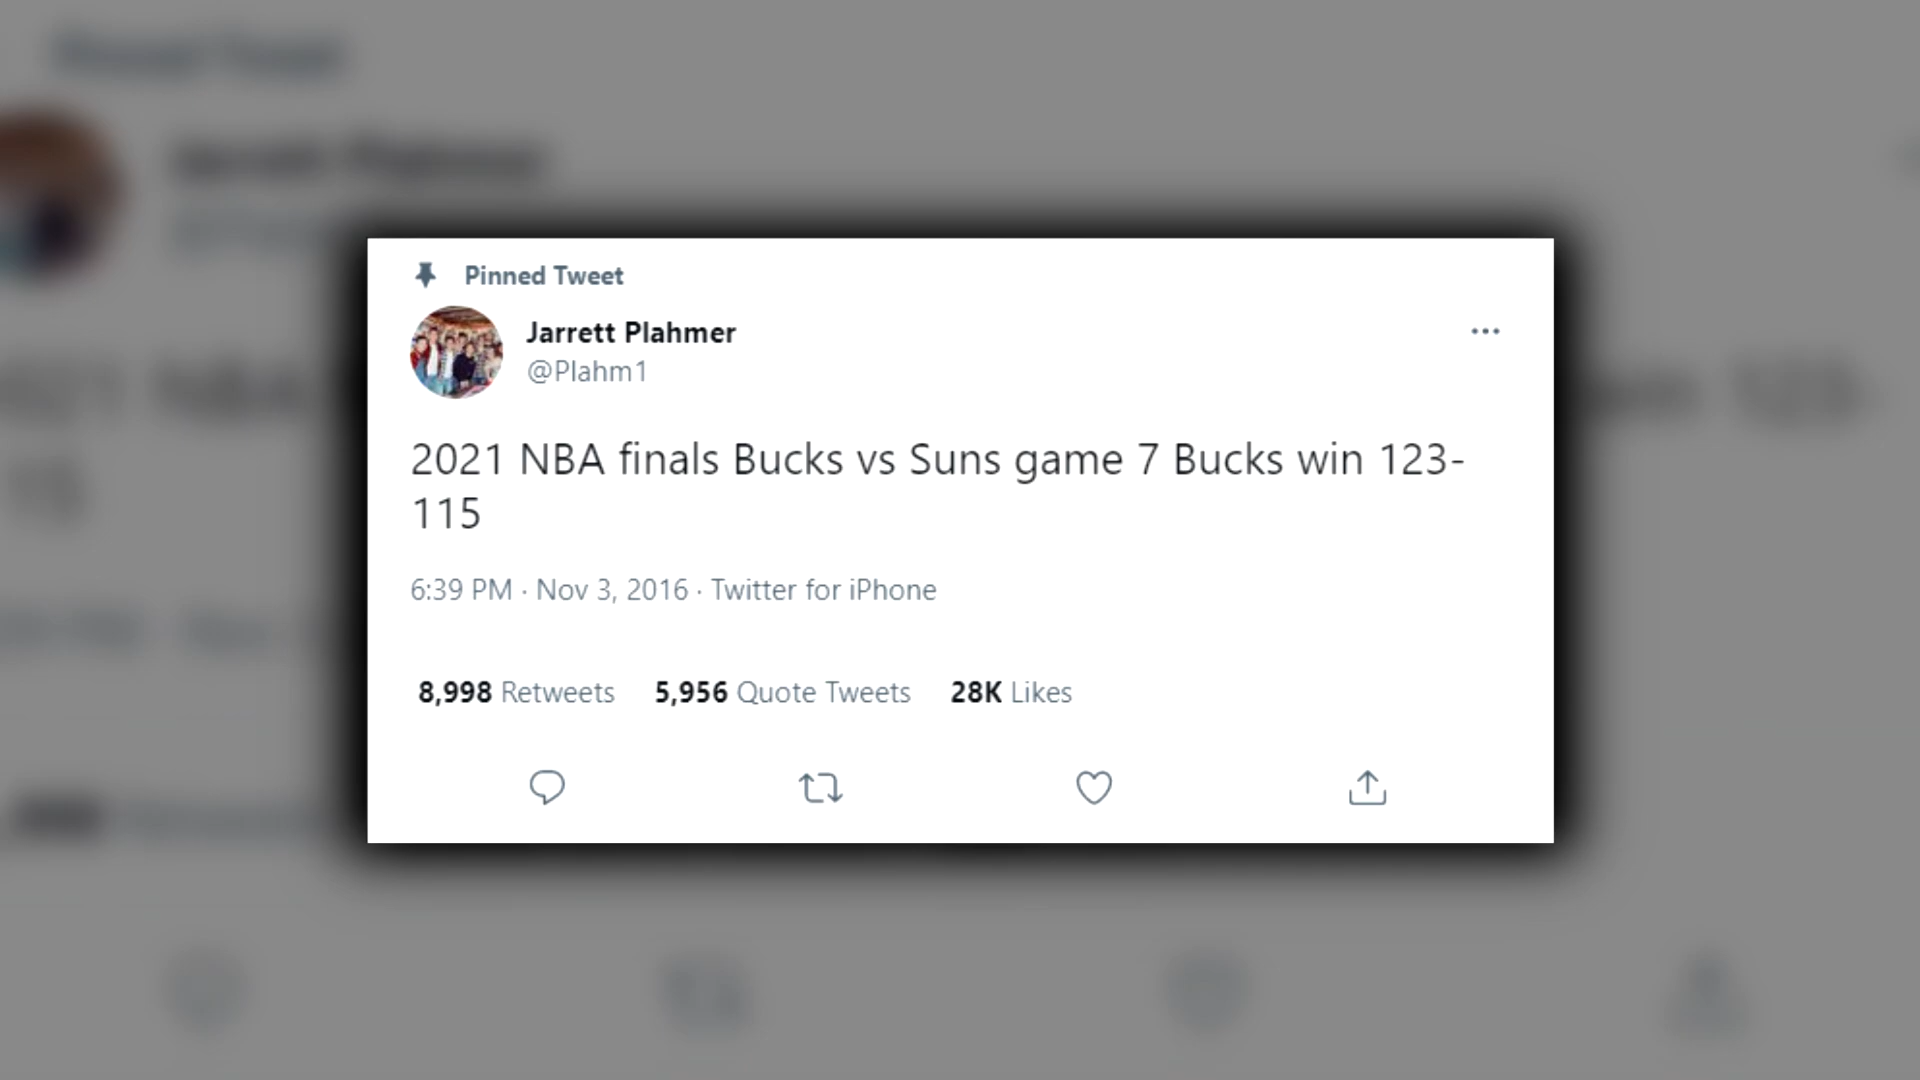 Pinned Tweet
Jarrett Plahmer
@Plahm1
2021 NBA finals Bucks vs Suns game 7 Bucks win 123-
115
6:39 PM · Nov 3, 2016 · Twitter for iPhone
8,998 Retweets 5,956 Quote Tweets 28K Likes